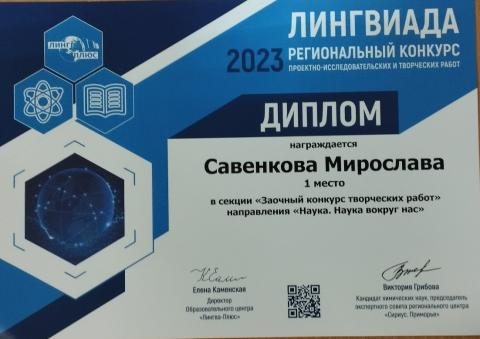 ЛИНГВ
ПЛЮС
ЛИНГВИАДА
2023 РЕГИОНАЛЬНЫЙ КОНКУРС
ПРОЕКТНО-ИССЛЕДОВАТЕЛЬСКИХ И ТВОРЧЕСКИХ РАБОТ
ДИПЛОМ
награждается
Савенкова Мирослава
1 место
в секции «Заочный конкурс творческих работ»
направления «Наука. Наука вокруг нас»
Елена Каменская
Директор
Образовательного центра
«Лингва-Плюс»
Виктория Грибова
Кандидат химических наук, председатель
экспертного совета регионального центра
«Сириус. Приморье»